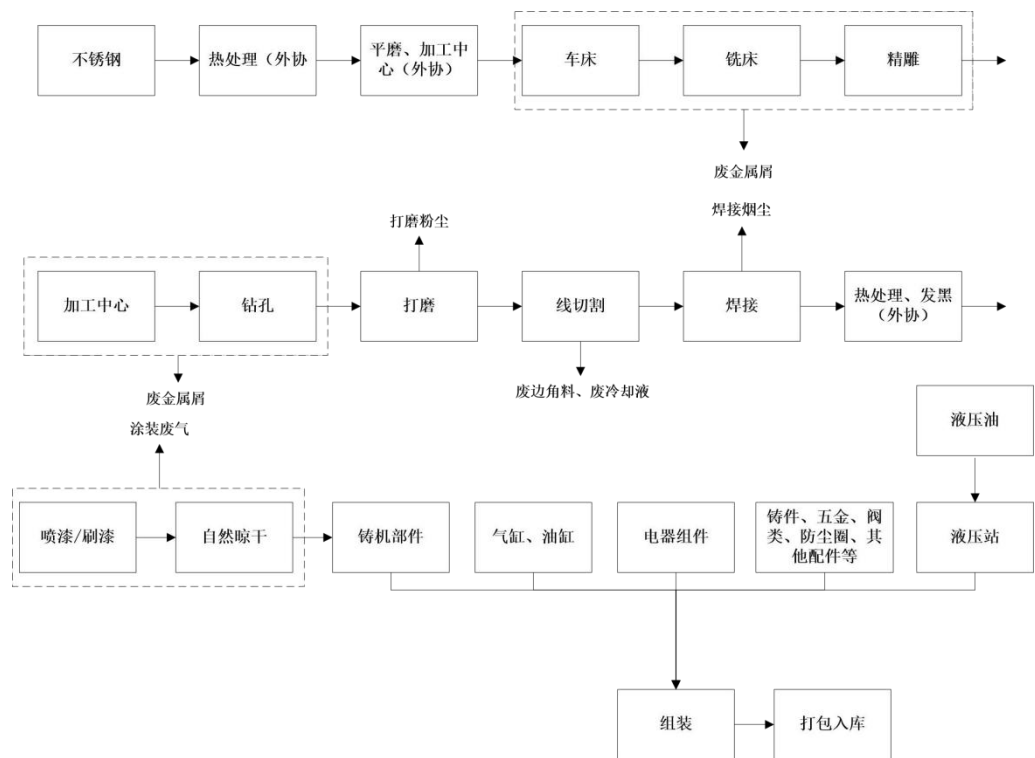 不锈钢
热处理（外协
平磨、加工中
心（外协）
车床
铣床
精雕
废金属屑
焊接烟尘
打磨粉尘
加工中心
钻孔
打磨
线切割
焊接
热处理、发黑
（外协）
废金属屑
废边角料、废冷却液
涂装废气
液压油
喷漆/刷漆
自然晾干
铸机部件
气缸、油缸
电器组件
铸件、五金、阀
类、防尘圈、其
他配件等
液压站
组装
打包入库